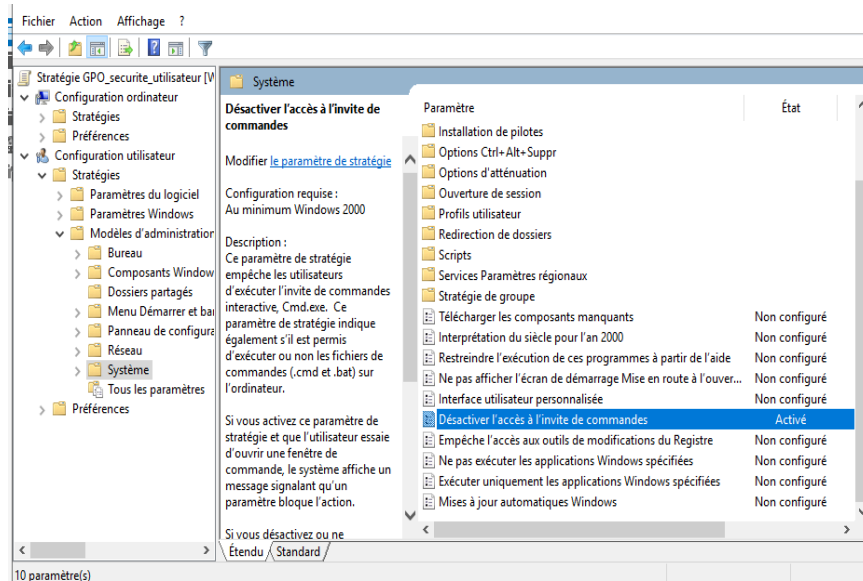 Fichier Action Affichage ?
Stratégie GPO_securite_utilisateur [V
Configuration ordinateur
Stratégies
Préférences
Configuration utilisateur
Stratégies
Paramètres du logiciel
Paramètres Windows
Modèles d'administration
Bureau
Composants Window
Dossiers partagés
Menu Démarrer et bar
Panneau de configura
Réseau
Système
Tous les paramètres
Préférences
Système
Désactiver l'accès à l'invite de
commandes
Modifier le paramètre de stratégie
Configuration requise :
Au minimum Windows 2000
Description :
Ce paramètre de stratégie
empêche les utilisateurs
d'exécuter l'invite de commandes
interactive, Cmd.exe. Ce
paramètre de stratégie indique
également s'il est permis
d'exécuter ou non les fichiers de
commandes (.cmd et .bat) sur
l'ordinateur.
Si vous activez ce paramètre de
stratégie et que l'utilisateur essaie
d'ouvrir une fenêtre de
commande, le système affiche un
message signalant qu'un
paramètre bloque l'action.
Si vous désactivez ou ne
Paramètre État
Installation de pilotes
Options Ctrl+Alt+Suppr
Options d'atténuation
Ouverture de session
Profils utilisateur
Redirection de dossiers
Scripts
Services Paramètres régionaux
Stratégie de groupe
Télécharger les composants manquants Non configuré
Interprétation du siècle pour l'an 2000 Non configuré
Restreindre l'exécution de ces programmes à partir de l'aide Non configuré
Ne pas afficher l'écran de démarrage Mise en route à l'ouver... Non configuré
Interface utilisateur personnalisée Non configuré
Désactiver l'accès à l'invite de commandes Activé
Empêche l'accès aux outils de modifications du Registre Non configuré
Ne pas exécuter les applications Windows spécifiées Non configuré
Exécuter uniquement les applications Windows spécifiées Non configuré
Mises à jour automatiques Windows Non configuré
Étendu Standard
10 paramètre(s)